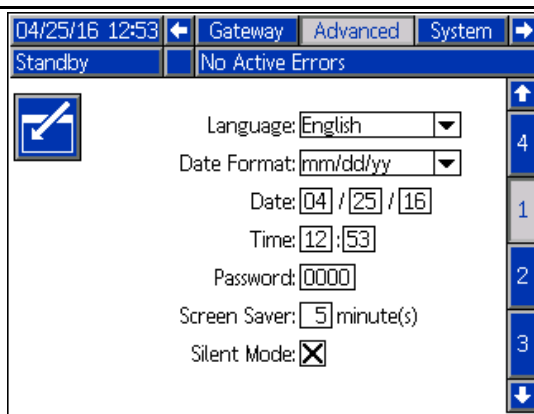 04/25/16 12:53 Gateway Advanced System
Standby No Active Errors
Language: English
4
Date Format: mm/dd/yy
Date: 04 / 25 / 16
1
Time: 12 : 53
Password: 0000
2
Screen Saver: 5 minute(s)
Silent Mode:
3